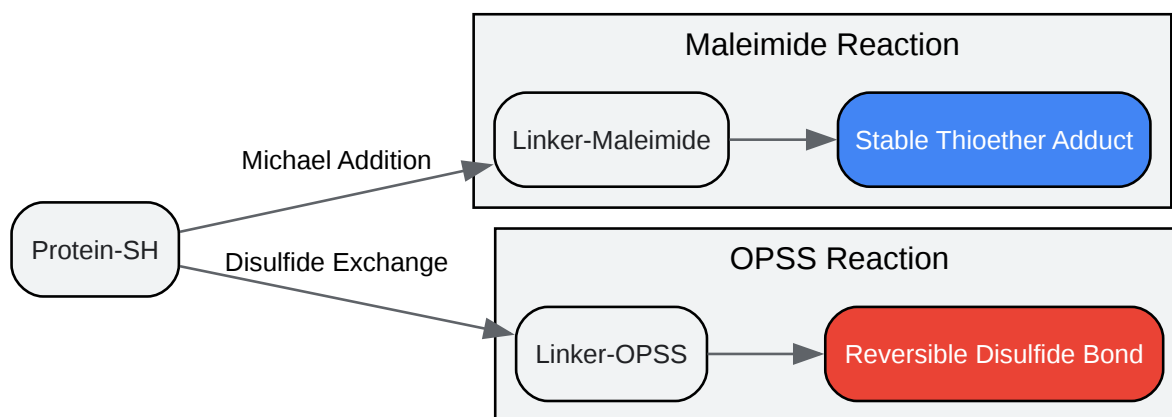 Maleimide Reaction
Linker-Maleimide
Stable Thioether Adduct
Michael Addition
Protein-SH
Disulfide Exchange
OPSS Reaction
Linker-OPSS
Reversible Disulfide Bond